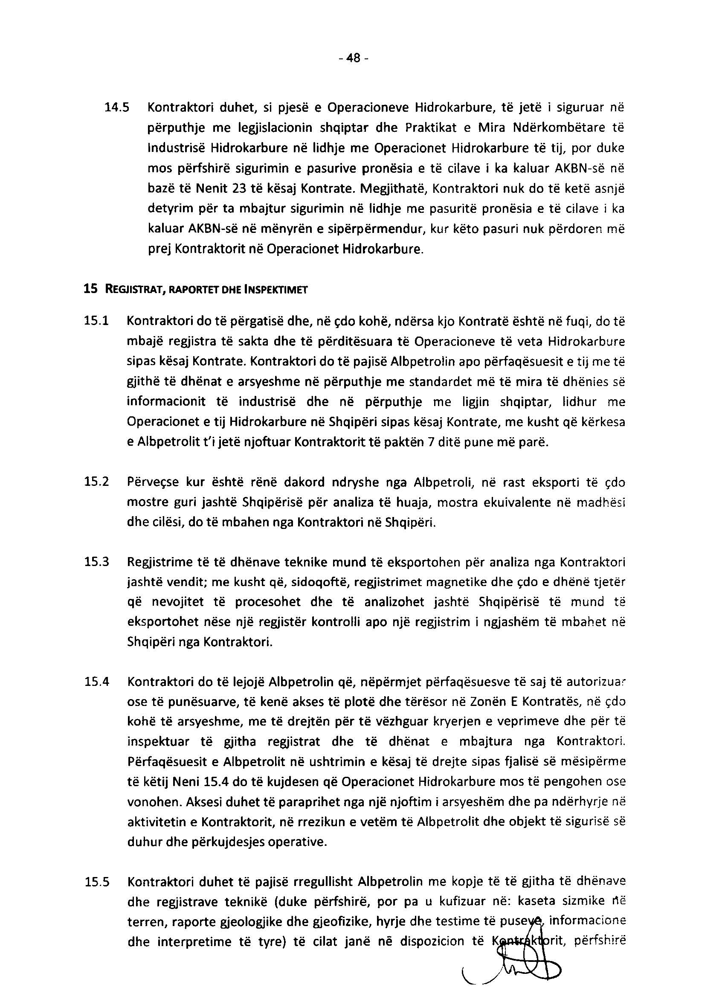 - 48 -
14.5 Kontraktori duhet, si pjesë e Operacioneve Hidrokarbure, të jetë i siguruar në
përputhje me legjislacionin shqiptar dhe Praktikat e Mira Ndërkombëtare të
Industrisë Hidrokarbure në lidhje me Operacionet Hidrokarbure të tij, por duke
mos përfshirë sigurimin e pasurive pronësia e të cilave i ka kaluar AKBN-së në
bazë të Nenit 23 të kësaj Kontrate. Megjithatë, Kontraktori nuk do të ketë asnjë
detyrim për ta mbajtur sigurimin në lidhje me pasuritë pronësia e të cilave i ka
kaluar AKBN-së në mënyrën e sipërpërmendur, kur këto pasuri nuk përdoren më
prej Kontraktorit në Operacionet Hidrokarbure.
15 REGJISTRAT, RAPORTET DHE INSPEKTIMET
15.1 Kontraktori do të përgatisë dhe, në çdo kohë, ndërsa kjo Kontratë është në fuqi, do të
mbajë regjistra të sakta dhe të përditësuara të Operacioneve të veta Hidrokarbure
sipas kësaj Kontrate. Kontraktori do të pajisë Albpetrolin apo përfaqësuesit e tij me të
gjithë të dhënat e arsyeshme në përputhje me standardet më të mira të dhënies së
informacionit të industrisë dhe në përputhje me ligjin shqiptar, lidhur me
Operacionet e tij Hidrokarbure në Shqipëri sipas kësaj Kontrate, me kusht që kërkesa
e Albpetrolit t'i jetë njoftuar Kontraktorit të paktën 7 ditë pune më parë.
15.2 Përveçse kur është rënë dakord ndryshe nga Albpetroli, në rast eksporti të çdo
mostre guri jashtë Shqipërisë për analiza të huaja, mostra ekuivalente në madhësi
dhe cilësi, do të mbahen nga Kontraktori në Shqipëri.
15.3 Regjistrime të të dhënave teknike mund të eksportohen për analiza nga Kontraktori
jashtë vendit; me kusht që, sidoqoftë, regjistrimet magnetike dhe çdo e dhënë tjetër
që nevojitet të procesohet dhe të analizohet jashtë Shqipërisë të mund të
eksportohet nëse një regjistër kontrolli apo një regjistrim i ngjashëm të mbahet në
Shqipëri nga Kontraktori.
15.4 Kontraktori do të lejojë Albpetrolin që, nëpërmjet përfaqësuesve të saj të autorizuar
ose të punësuarve, të kenë akses të plotë dhe tërësor në Zonën E Kontratës, në çdo
kohë të arsyeshme, me të drejtën për të vëzhguar kryerjen e veprimeve dhe për të
inspektuar të gjitha regjistrat dhe të dhënat e mbajtura nga Kontraktori.
Përfaqësuesit e Albpetrolit në ushtrimin e kësaj të drejte sipas fjalisë së mësipërme
të këtij Neni 15.4 do të kujdesen që Operacionet Hidrokarbure mos të pengohen ose
vonohen. Aksesi duhet të paraprihet nga një njoftim i arsyeshëm dhe pa ndërhyrje në
aktivitetin e Kontraktorit, në rrezikun e vetëm të Albpetrolit dhe objekt të sigurisë së
duhur dhe përkujdesjes operative.
15.5 Kontraktori duhet të pajisë rregullisht Albpetrolin me kopje të të gjitha të dhënave
dhe regjistrave teknikë (duke përfshirë, por pa u kufizuar në: kaseta sizmike në
terren, raporte gjeologjike dhe gjeofizike, hyrje dhe testime të puseve, informacione
dhe interpretime të tyre) të cilat janë në dispozicion të Kontraktorit, përfshirë